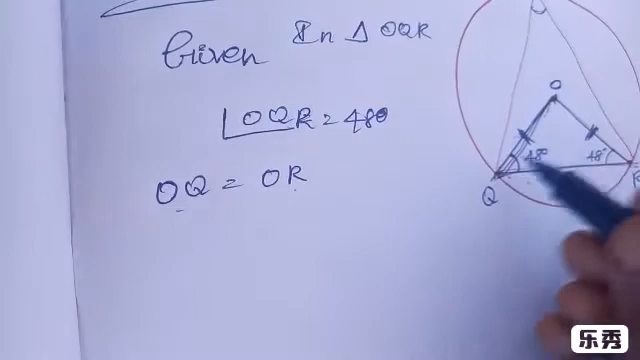 Given In Δ OQR
∠OQR = 48°
OQ = OR
O
48° 48°
Q R
乐秀